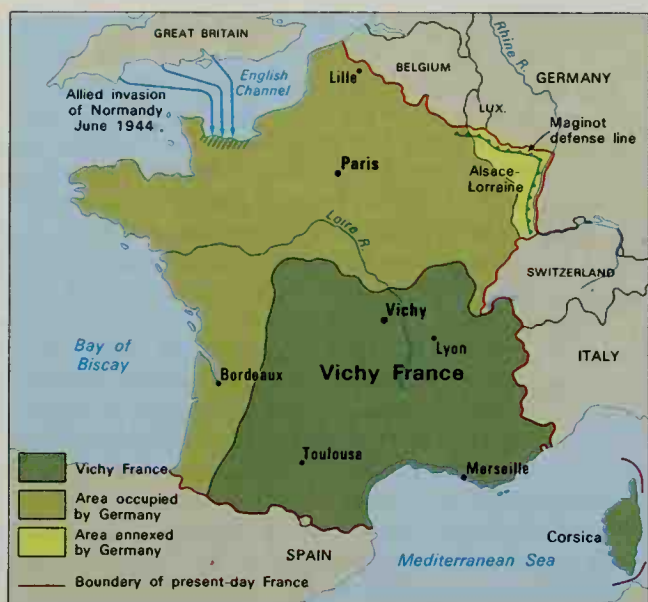 GREAT BRITAIN
English
Channel
Rhine R.
BELGIUM
Lille
GERMANY
Allied invasion
of Normandy
June 1944
LUX.
Maginot
defense line
Paris
Alsace-
Lorraine
Loire R.
SWITZERLAND
Vichy
Lyon
ITALY
Bay of
Biscay
Vichy France
Bordeaux
Toulousa
Marseille
Vichy France
Area occupied
by Germany
Area annexed
by Germany
Corsica
SPAIN
Mediterranean Sea
Boundary of present-day France